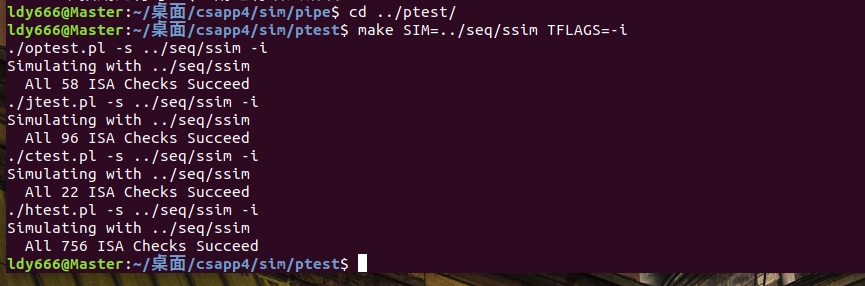 ldy666@Master:~/桌面/csapp4/sim/pipe$ cd ../ptest/
ldy666@Master:~/桌面/csapp4/sim/ptest$ make SIM=../seq/ssim TFLAGS=-i
./optest.pl -s ../seq/ssim -i
Simulating with ../seq/ssim
  All 58 ISA Checks Succeed
./jtest.pl -s ../seq/ssim -i
Simulating with ../seq/ssim
  All 96 ISA Checks Succeed
./ctest.pl -s ../seq/ssim -i
Simulating with ../seq/ssim
  All 22 ISA Checks Succeed
./htest.pl -s ../seq/ssim -i
Simulating with ../seq/ssim
  All 756 ISA Checks Succeed
ldy666@Master:~/桌面/csapp4/sim/ptest$